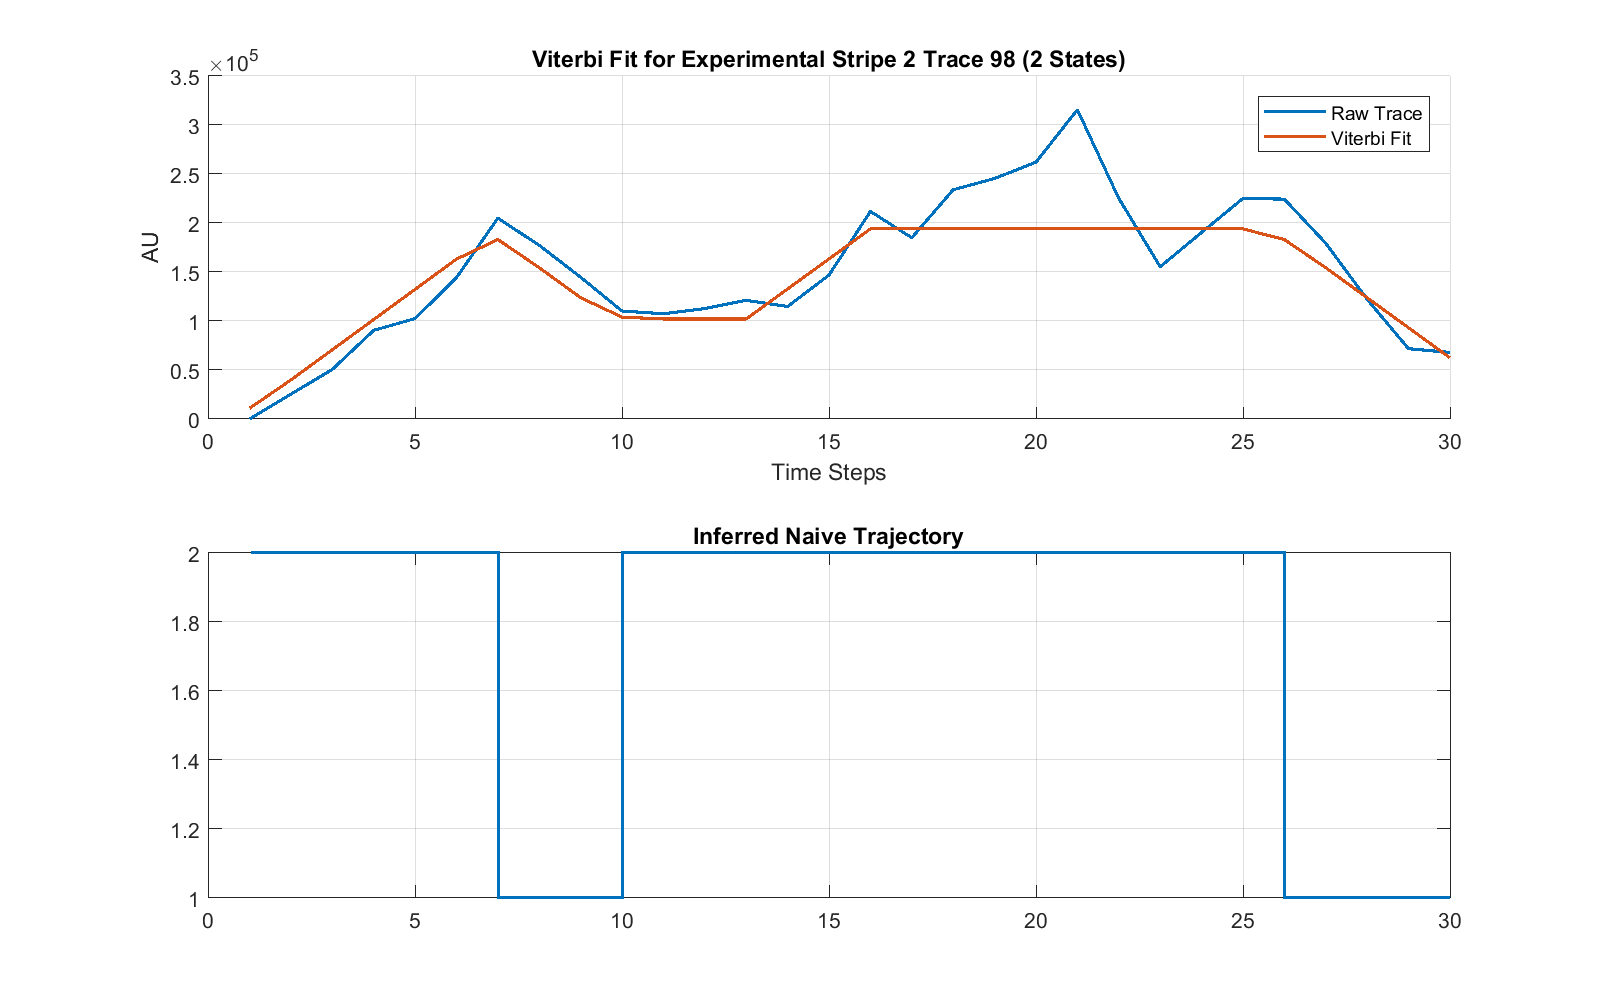 Viterbi Fit for Experimental Stripe 2 Trace 98 (2 States)
×10⁵
3.5
3
2.5
2
1.5
1
0.5
0
AU
Raw Trace
Viterbi Fit
0 5 10 15 20 25 30
Time Steps
Inferred Naive Trajectory
2
1.8
1.6
1.4
1.2
1
0 5 10 15 20 25 30